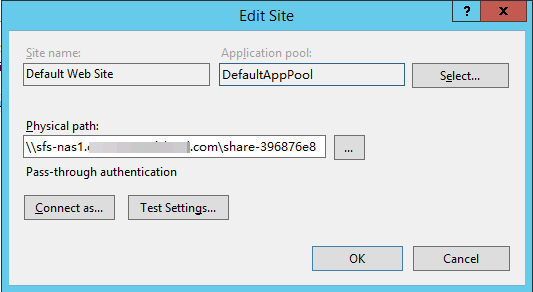 Edit Site
?
x
Site name:
Application pool:
Default Web Site
DefaultAppPool
Select...
Physical path:
\\sfs-nas1. .com\share-396876e8
...
Pass-through authentication
Connect as...
Test Settings...
OK
Cancel